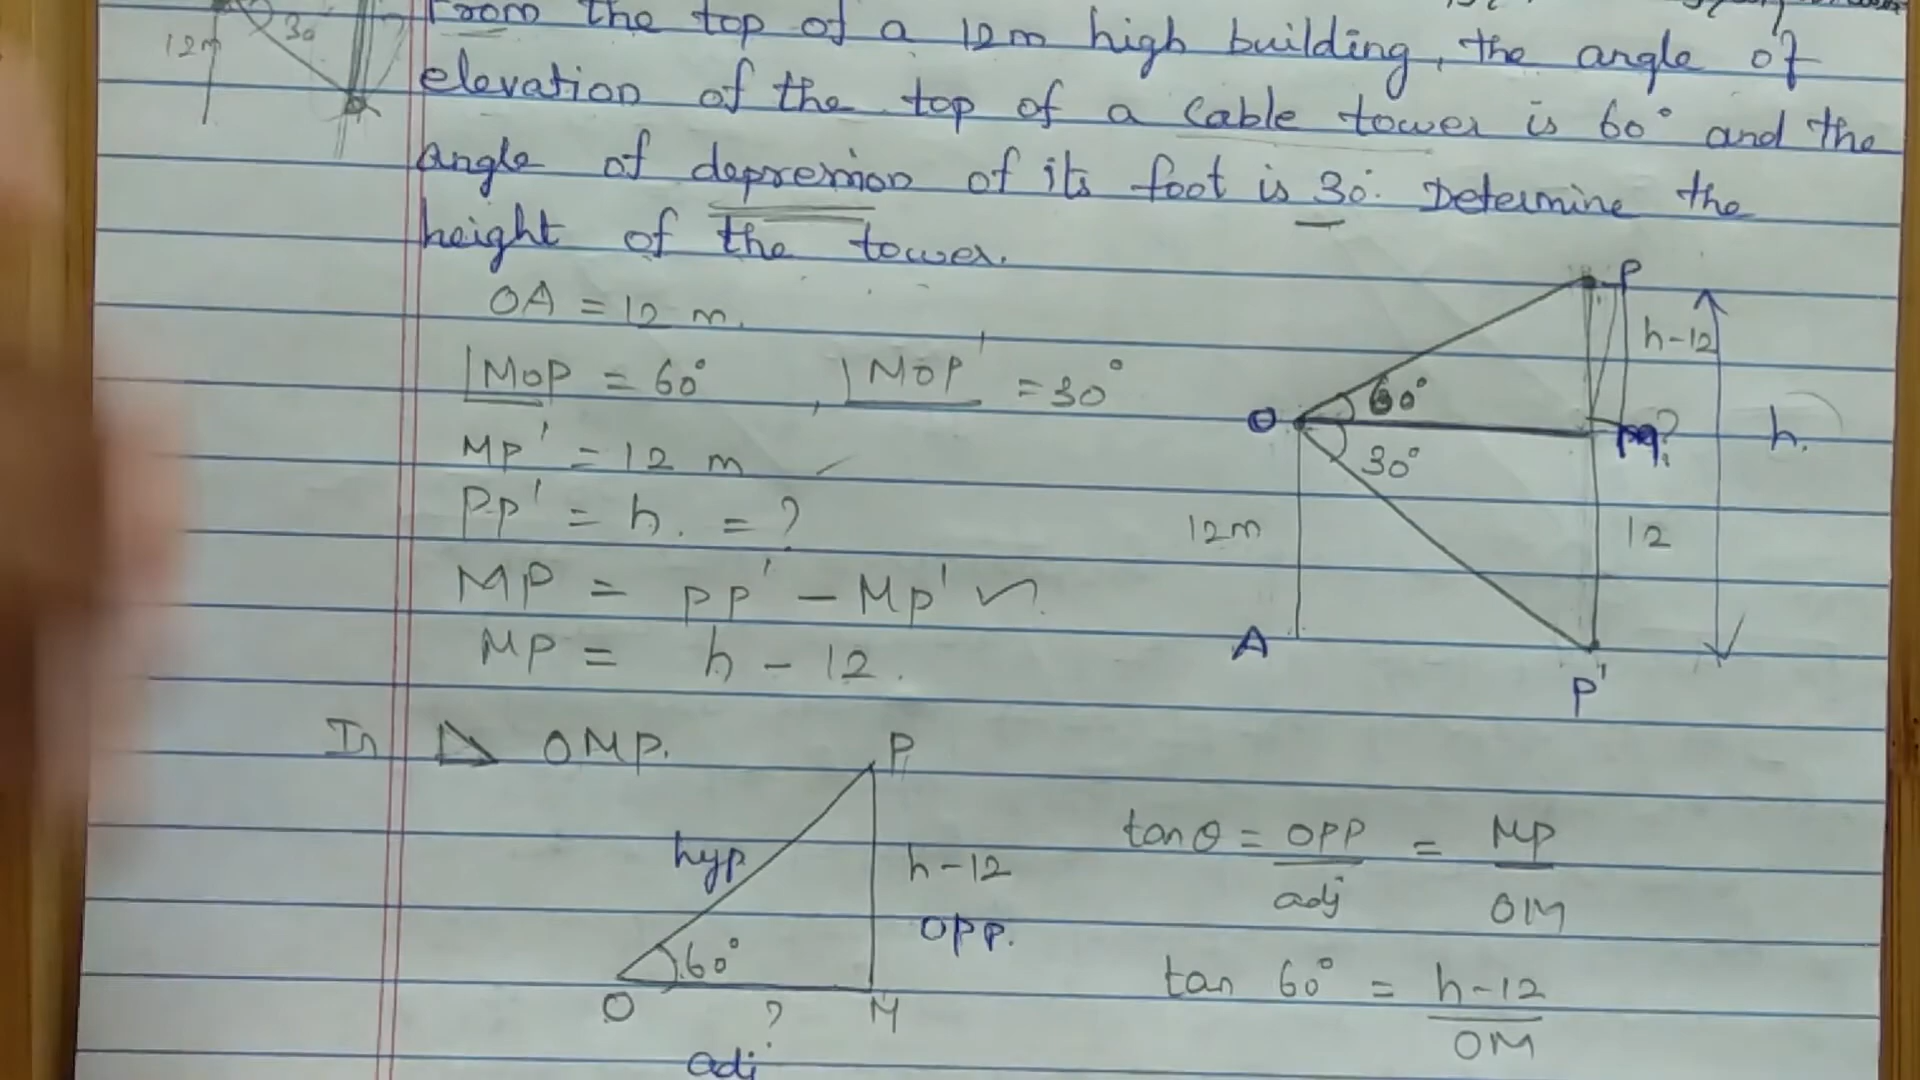 12m
30
From the top of a 12m high building, the angle of
elevation of the top of a cable tower is 60° and the
angle of depression of its foot is 30°. Determine the
height of the tower.
OA = 12 m.
∠MOP = 60°, ∠MOP' = 30°
MP' = 12 m
PP' = h. = ?
MP = PP' - MP'
MP = h - 12.
P
h-12
O
60°
M
?
h.
30°
12m
12
A
P'
In △ OMP.
P
hyp
h-12
opp.
60°
O
?
M
adj
tanθ = opp/adj = MP/OM
tan 60° = h-12/OM